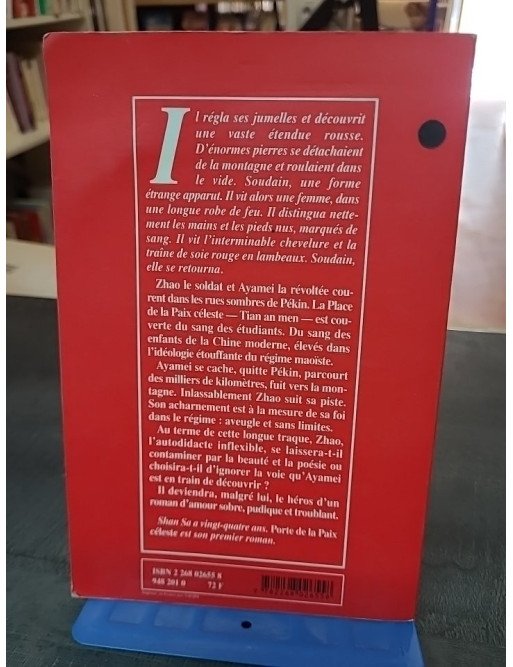 Il régla ses jumelles et découvrit
une vaste étendue rousse.
D'énormes pierres se détachaient
de la montagne et roulaient dans
le vide. Soudain, une forme
étrange apparut. Il vit alors une femme, dans
une longue robe de feu. Il distingua nette-
ment les mains et les pieds nus, marqués de
sang. Il vit l'interminable chevelure et la
traîne de soie rouge en lambeaux. Soudain,
elle se retourna.
Zhao le soldat et Ayamei la révoltée cou-
rent dans les rues sombres de Pékin. La Place
de la Paix céleste — Tian an men — est cou-
verte du sang des étudiants. Du sang des
enfants de la Chine moderne, élevés dans
l'idéologie étouffante du régime maoïste.
Ayamei se cache, quitte Pékin, parcourt
des milliers de kilomètres, fuit vers la mon-
tagne. Inlassablement Zhao suit sa piste.
Son acharnement est à la mesure de sa foi
dans le régime : aveugle et sans limites.
Au terme de cette longue traque, Zhao,
l'autodidacte inflexible, se laissera-t-il
contaminer par la beauté et la poésie ou
choisira-t-il d'ignorer la voie qu'Ayamei
est en train de découvrir ?
Il deviendra, malgré lui, le héros d'un
roman d'amour sobre, pudique et troublant.
Shan Sa a vingt-quatre ans. Porte de la Paix
céleste est son premier roman.
ISBN 2 268 02655 8
948 201 0 72 F